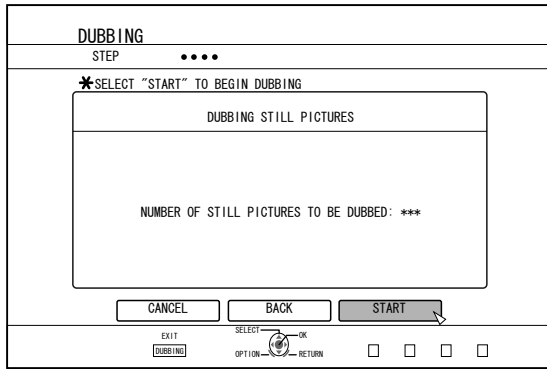 DUBBING
STEP ••••
*SELECT "START" TO BEGIN DUBBING
DUBBING STILL PICTURES
NUMBER OF STILL PICTURES TO BE DUBBED: ***
CANCEL BACK START
EXIT SELECT OK
DUBBING OPTION RETURN